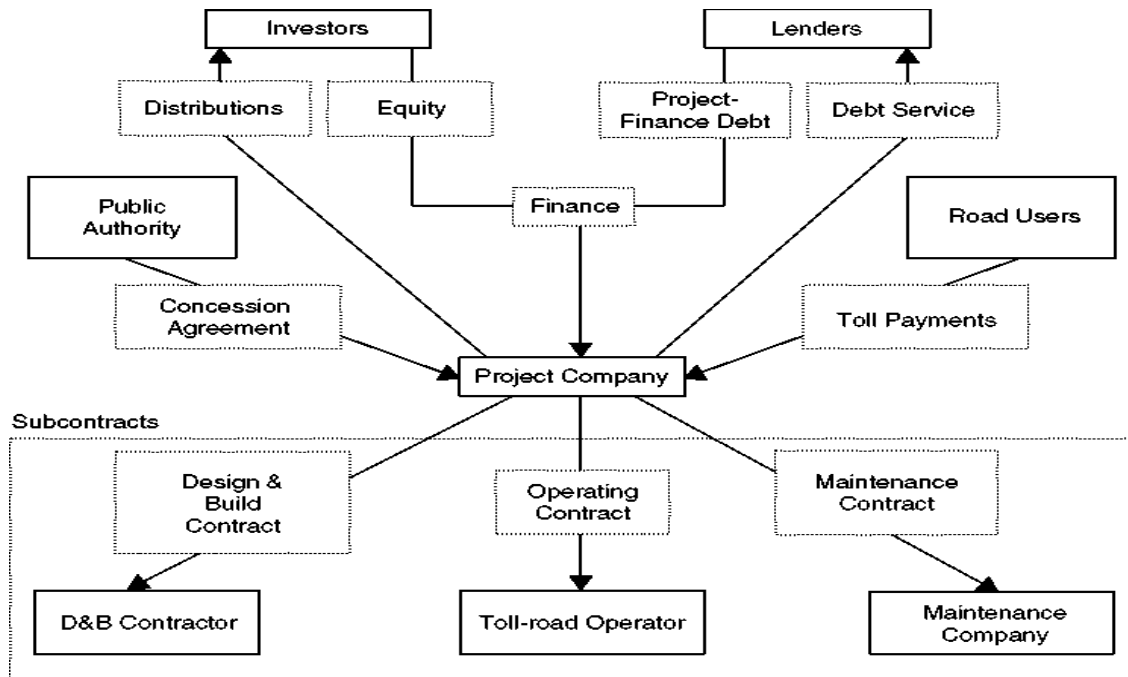 Investors
Lenders
Distributions
Equity
Project-
Finance Debt
Debt Service
Public
Authority
Finance
Road Users
Concession
Agreement
Toll Payments
Project Company
Subcontracts
Design &
Build
Contract
Operating
Contract
Maintenance
Contract
D&B Contractor
Toll-road Operator
Maintenance
Company